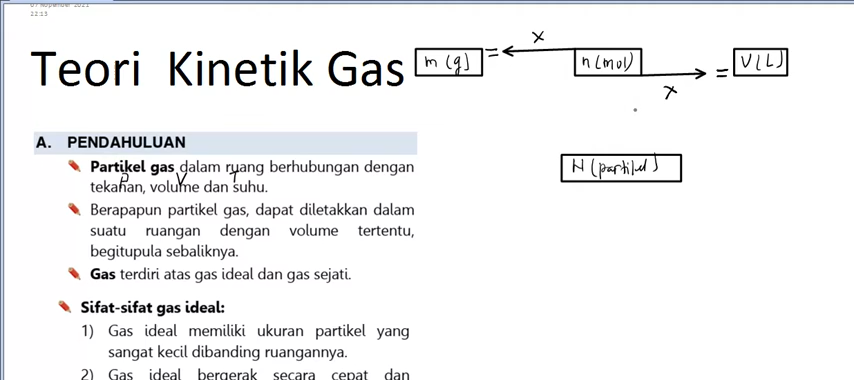 22:13
Teori Kinetik Gas
m (g) = x n (mol) x = V (L)
A. PENDAHULUAN
Partikel gas dalam ruang berhubungan dengan
P V T
tekanan, volume dan suhu.
N (partikel)
Berapapun partikel gas, dapat diletakkan dalam
suatu ruangan dengan volume tertentu,
begitupula sebaliknya.
Gas terdiri atas gas ideal dan gas sejati.
Sifat-sifat gas ideal:
1) Gas ideal memiliki ukuran partikel yang
sangat kecil dibanding ruangannya.
2) Gas ideal bergerak secara cepat dan